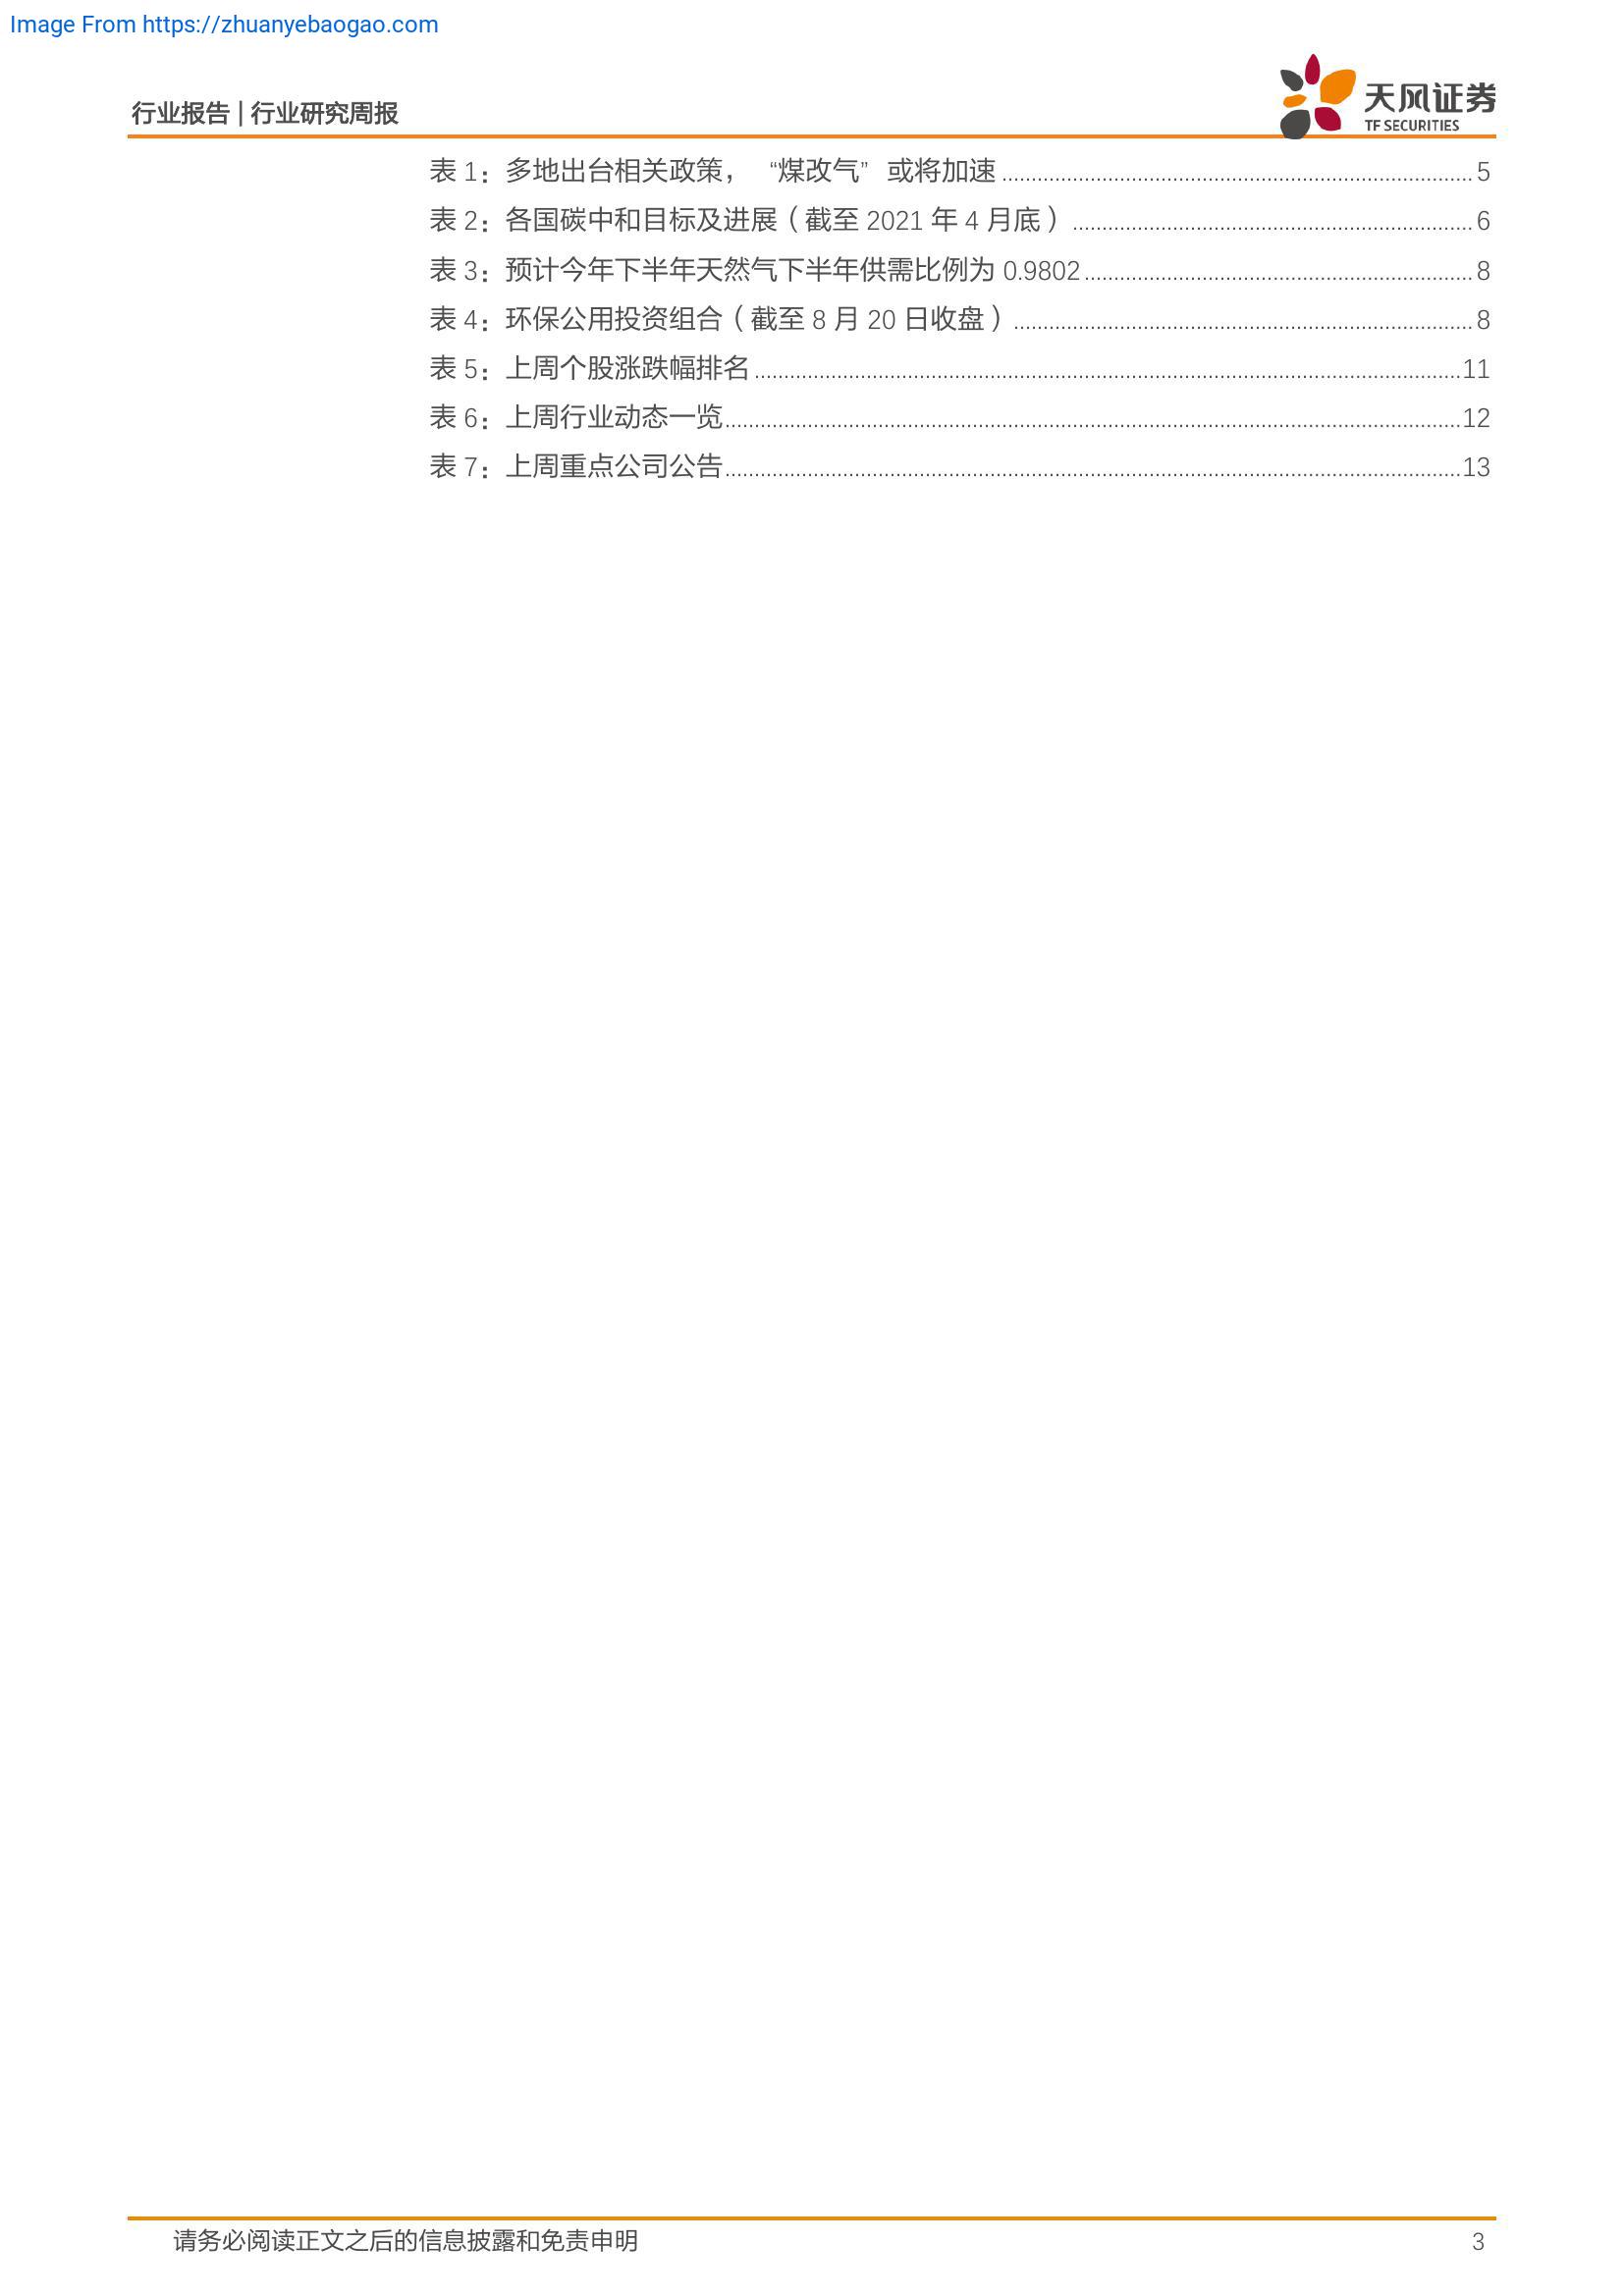 Image From https://zhuanyebaogao.com
行业报告 | 行业研究周报
天风证券
TF SECURITIES
表 1：多地出台相关政策， “煤改气” 或将加速 ........ 5
表 2：各国碳中和目标及进展（截至 2021 年 4 月底） ........ 6
表 3：预计今年下半年天然气下半年供需比例为 0.9802 ........ 8
表 4：环保公用投资组合（截至 8 月 20 日收盘） ........ 8
表 5：上周个股涨跌幅排名 ........ 11
表 6：上周行业动态一览 ........ 12
表 7：上周重点公司公告 ........ 13
请务必阅读正文之后的信息披露和免责申明 3